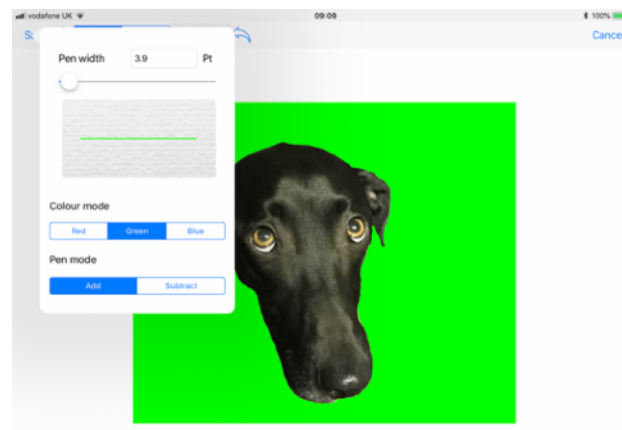 vodafone UK
09:09
100%
Cance
Pen width
3.9
Pt
Colour mode
Red
Green
Blue
Pen mode
Add
Subtract